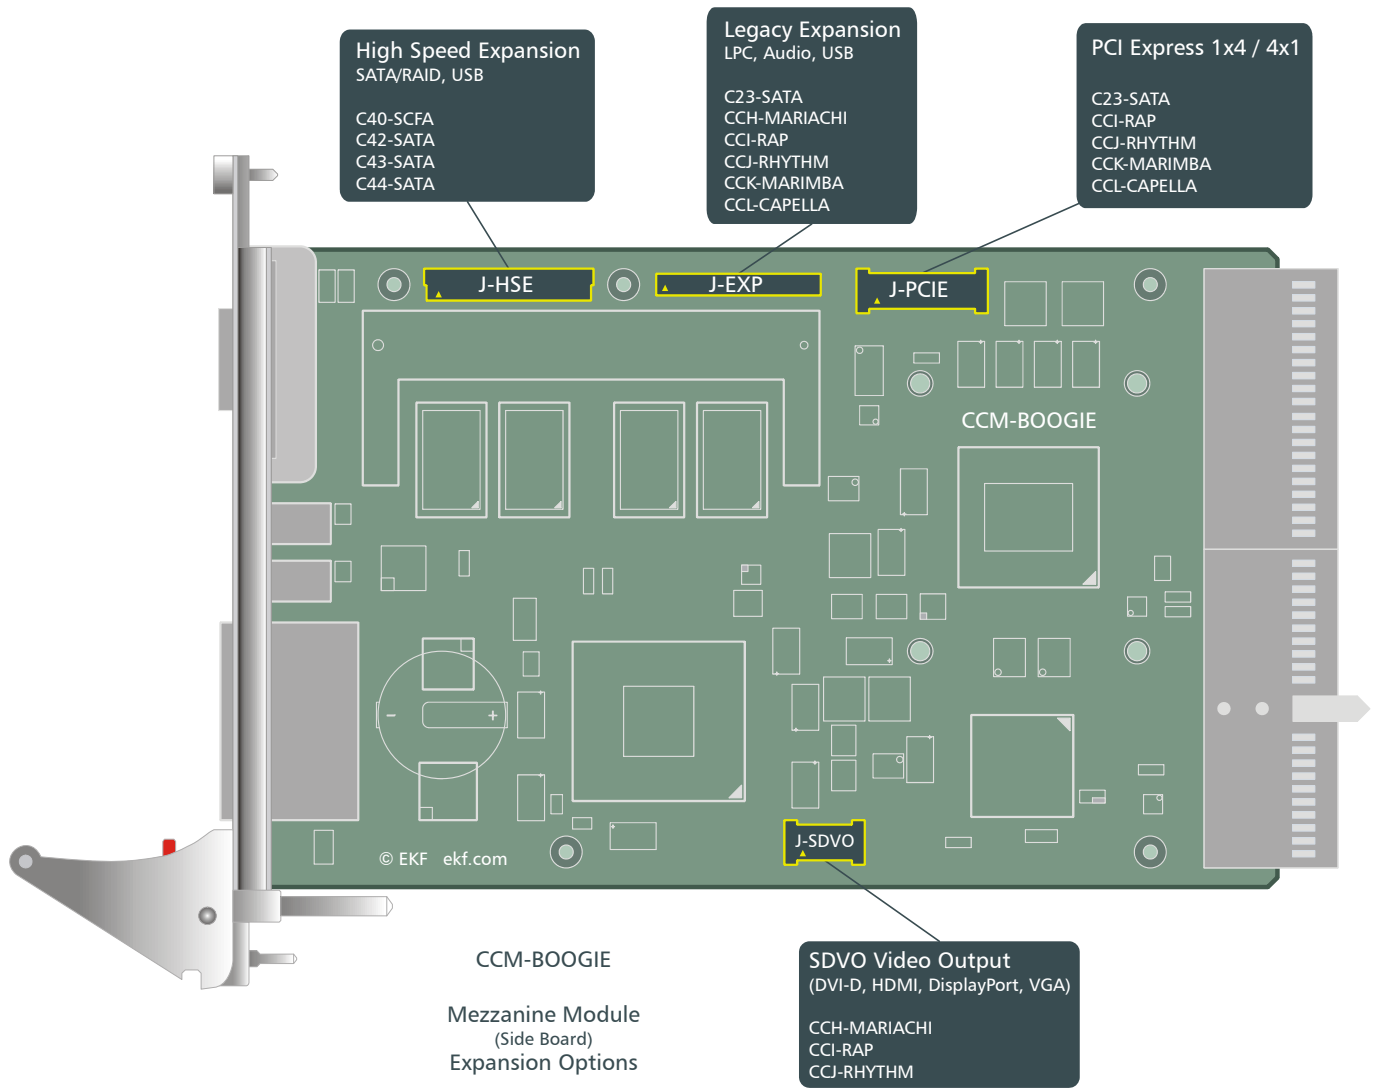 High Speed Expansion
SATA/RAID, USB
C40-SCFA
C42-SATA
C43-SATA
C44-SATA
Legacy Expansion
LPC, Audio, USB
C23-SATA
CCH-MARIACHI
CCI-RAP
CCJ-RHYTHM
CCK-MARIMBA
CCL-CAPELLA
PCI Express 1x4 / 4x1
C23-SATA
CCI-RAP
CCJ-RHYTHM
CCK-MARIMBA
CCL-CAPELLA
J-HSE
J-EXP
J-PCIE
CCM-BOOGIE
- +
J-SDVO
© EKF ekf.com
CCM-BOOGIE
Mezzanine Module
(Side Board)
Expansion Options
SDVO Video Output
(DVI-D, HDMI, DisplayPort, VGA)
CCH-MARIACHI
CCI-RAP
CCJ-RHYTHM